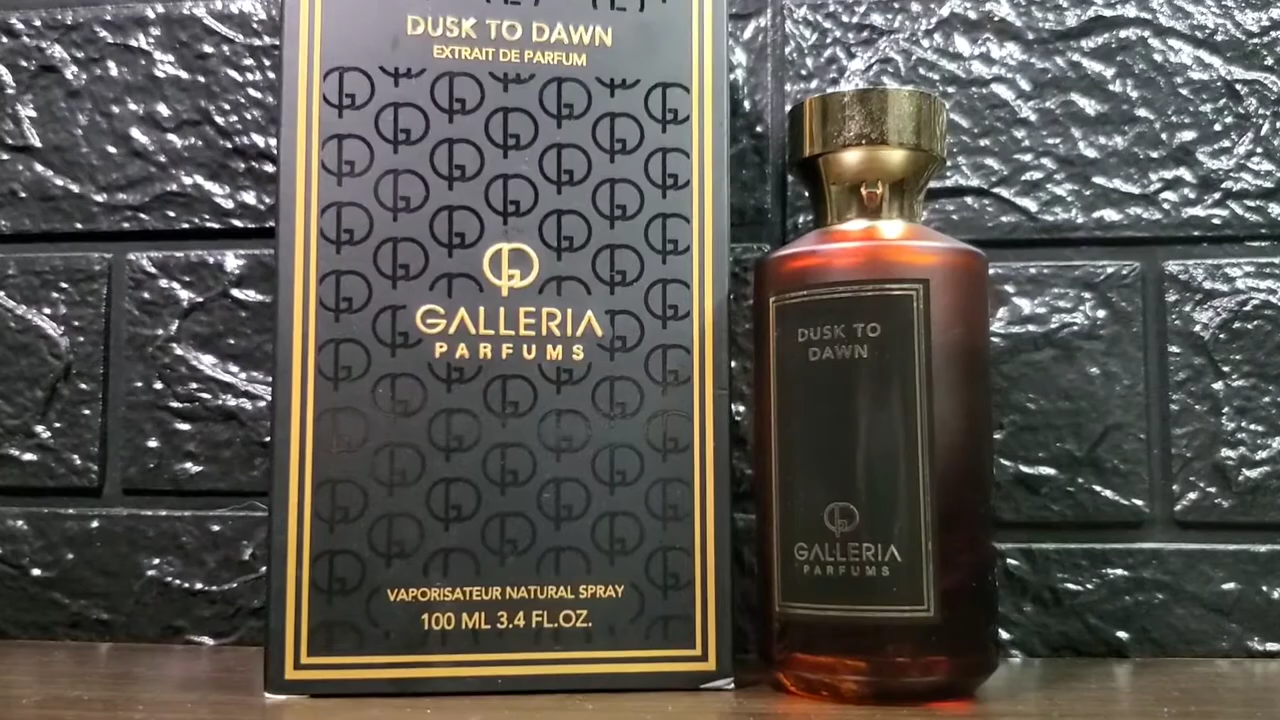 DUSK TO DAWN
EXTRAIT DE PARFUM
GALLERIA
PARFUMS
VAPORISATEUR NATURAL SPRAY
100 ML 3.4 FL.OZ.
DUSK TO
DAWN
GALLERIA
PARFUMS